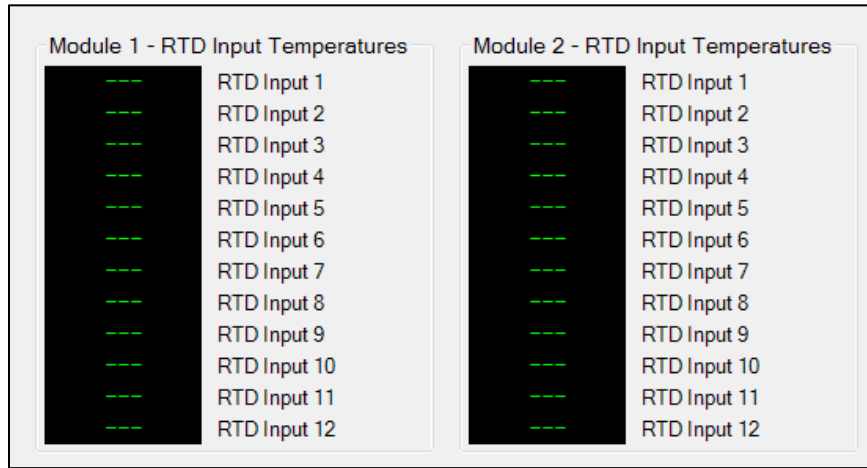 Module 1 - RTD Input Temperatures
--- RTD Input 1
--- RTD Input 2
--- RTD Input 3
--- RTD Input 4
--- RTD Input 5
--- RTD Input 6
--- RTD Input 7
--- RTD Input 8
--- RTD Input 9
--- RTD Input 10
--- RTD Input 11
--- RTD Input 12
Module 2 - RTD Input Temperatures
--- RTD Input 1
--- RTD Input 2
--- RTD Input 3
--- RTD Input 4
--- RTD Input 5
--- RTD Input 6
--- RTD Input 7
--- RTD Input 8
--- RTD Input 9
--- RTD Input 10
--- RTD Input 11
--- RTD Input 12